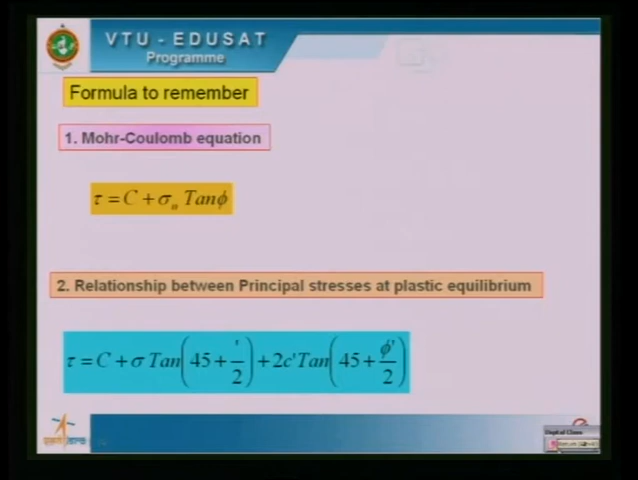 VTU - EDUSAT
Programme
Formula to remember
1. Mohr-Coulomb equation
τ = C + σₙ Tanϕ
2. Relationship between Principal stresses at plastic equilibrium
τ = C + σ Tan(45 + '/2) + 2c' Tan(45 + ϕ'/2)